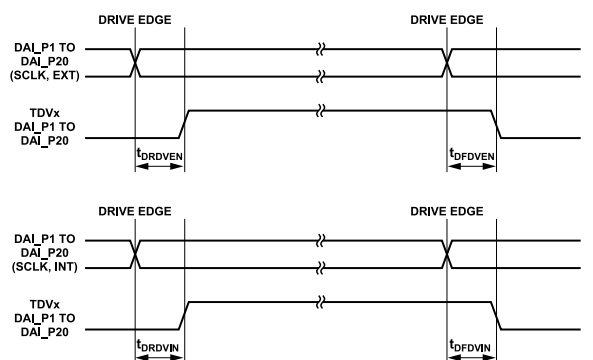 DRIVE EDGE DRIVE EDGE
DAI_P1 TO
DAI_P20
(SCLK, EXT)
TDVx
DAI_P1 TO
DAI_P20
tDRDVEN tDFDVEN
DRIVE EDGE DRIVE EDGE
DAI_P1 TO
DAI_P20
(SCLK, INT)
TDVx
DAI_P1 TO
DAI_P20
tDRDVIN tDFDVIN